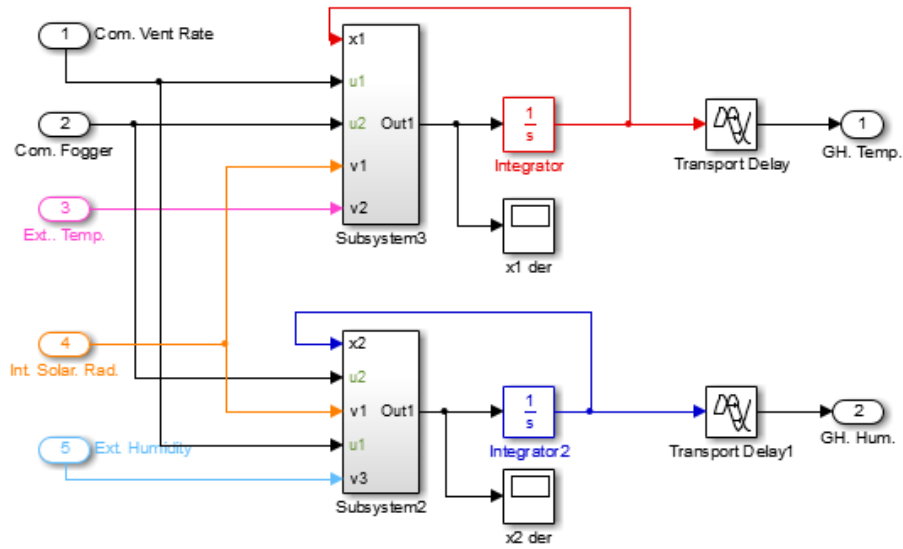 1
Com. Vent Rate
2
Com. Fogger
3
Ext.. Temp.
4
Int. Solar. Rad.
5
Ext. Humidity
x1
u1
u2
v1
v2
Out1
Subsystem3
1
s
Integrator
x1 der
Transport Delay
1
GH. Temp.
x2
u2
v1
u1
v3
Out1
Subsystem2
1
s
Integrator2
x2 der
Transport Delay1
2
GH. Hum.